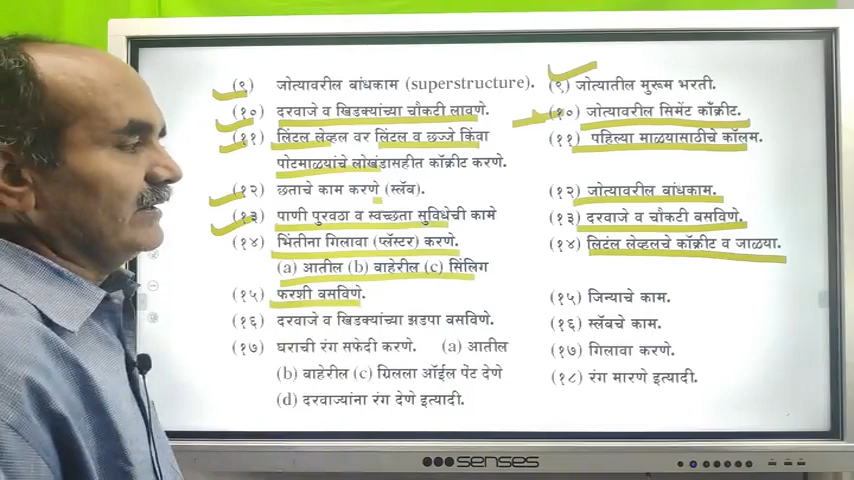 (९) जोत्यावरील बांधकाम (superstructure).
(१०) दरवाजे व खिडक्यांच्या चौकटी लावणे.
(११) लिंटल लेव्हल वर लिंटल व छज्जे किंवा
पोटमाळ्यांचे लोखंडासहीत कॉंक्रीट करणे.
(१२) छताचे काम करणे (स्लॅब).
(१३) पाणी पुरवठा व स्वच्छता सुविधेची कामे
(१४) भिंतीना गिलावा (प्लॅस्टर) करणे.
(a) आतील (b) बाहेरील (c) सिंलिग
(१५) फरशी बसविणे.
(१६) दरवाजे व खिडक्यांच्या झडपा बसविणे.
(१७) घराची रंग सफेदी करणे. (a) आतील
(b) बाहेरील (c) ग्रिलला ऑईल पेंट देणे
(d) दरवाज्यांना रंग देणे इत्यादी.
(९) जोत्यातील मुरूम भरती.
(१०) जोत्यावरील सिमेंट कॉंक्रीट.
(११) पहिल्या माळ्यासाठीचे कॉलम.
(१२) जोत्यावरील बांधकाम.
(१३) दरवाजे व चौकटी बसविणे.
(१४) लिटंल लेव्हलचे कॉंक्रीट व जाळ्या.
(१५) जिन्याचे काम.
(१६) स्लॅबचे काम.
(१७) गिलावा करणे.
(१८) रंग मारणे इत्यादी.
senses